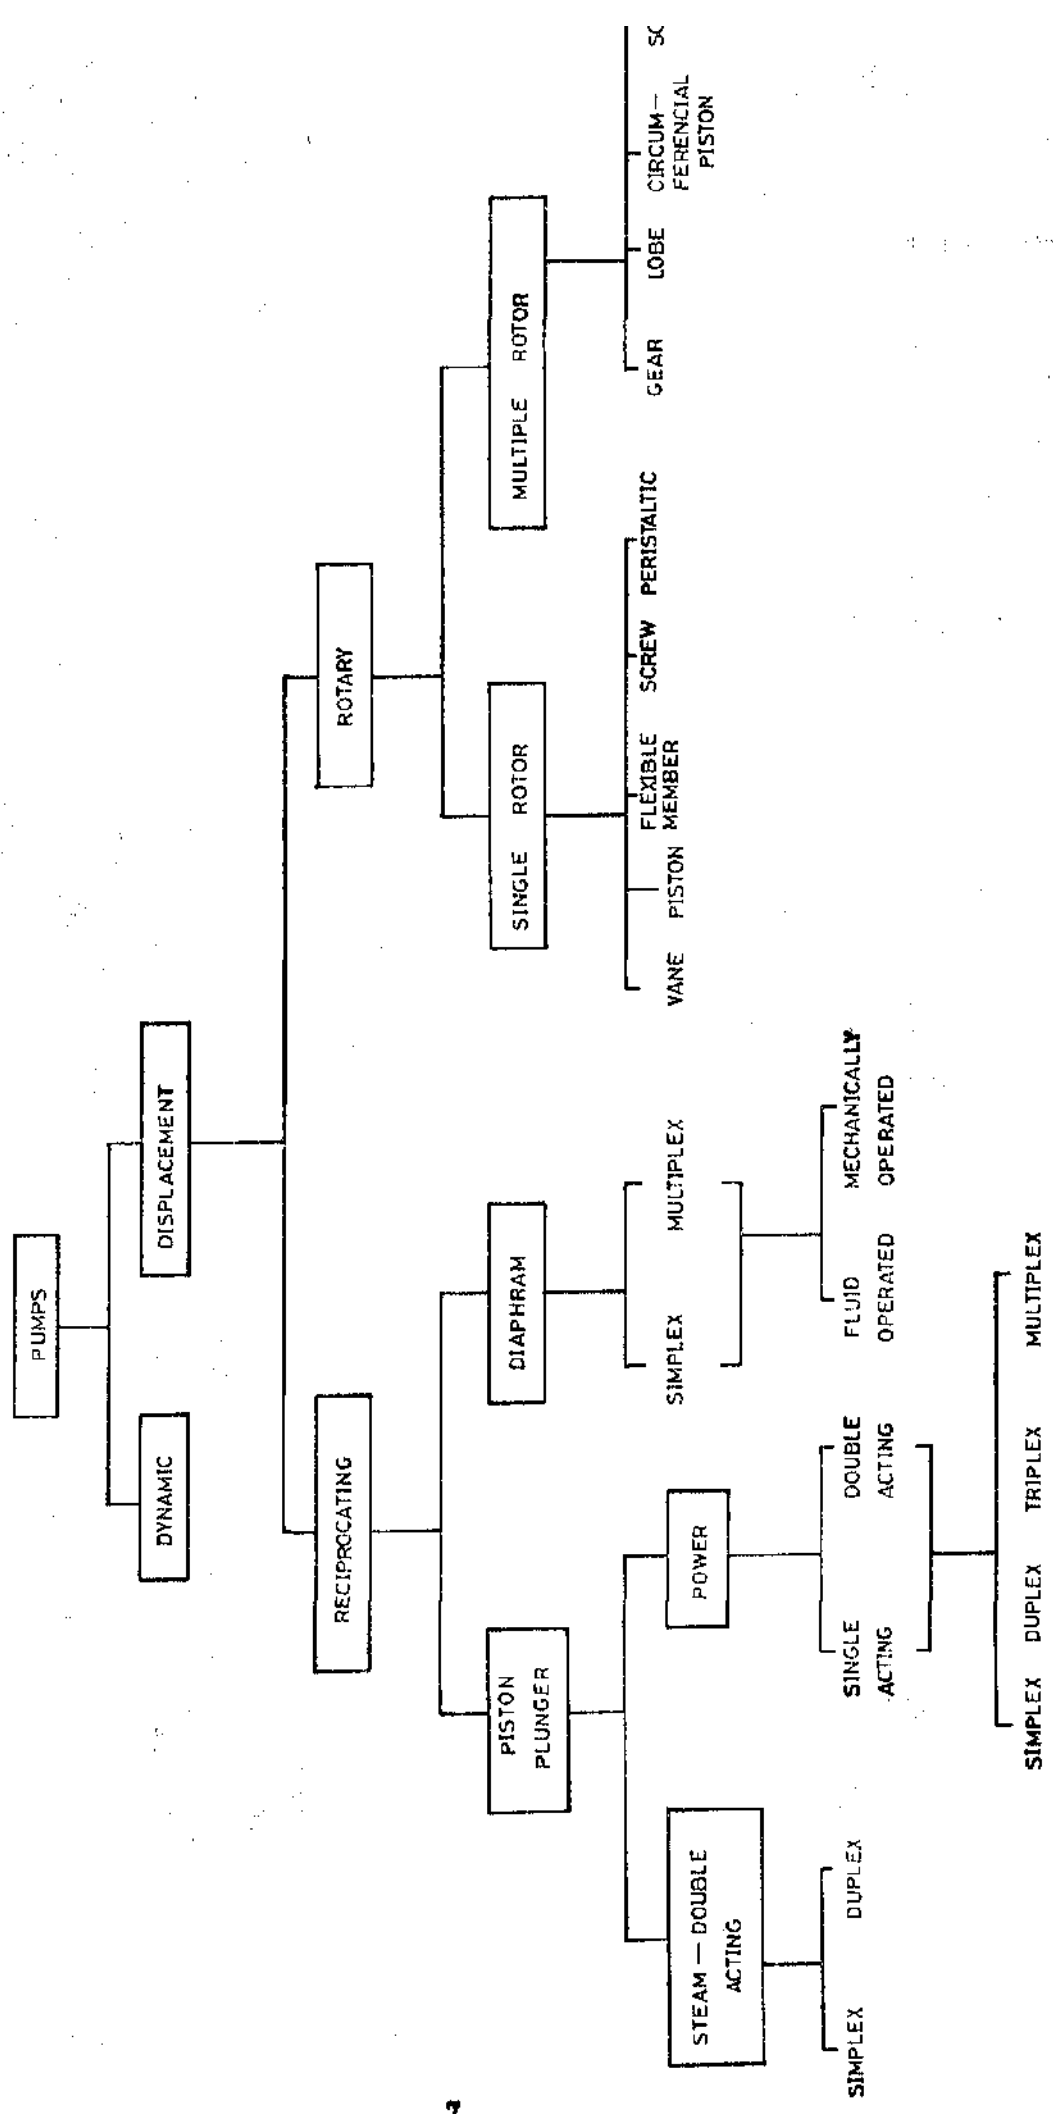 PUMPS
DYNAMIC
DISPLACEMENT
RECIPROCATING
ROTARY
PISTON
PLUNGER
DIAPHRAM
SINGLE ROTOR
MULTIPLE ROTOR
STEAM — DOUBLE
ACTING
POWER
SIMPLEX
MULTIPLEX
VANE
PISTON
FLEXIBLE
MEMBER
SCREW
PERISTALTIC
GEAR
LOBE
CIRCUM-
FERENCIAL
PISTON
SIMPLEX
DUPLEX
SINGLE
ACTING
DOUBLE
ACTING
FLUID
OPERATED
MECHANICALLY
OPERATED
SIMPLEX
DUPLEX
TRIPLEX
MULTIPLEX